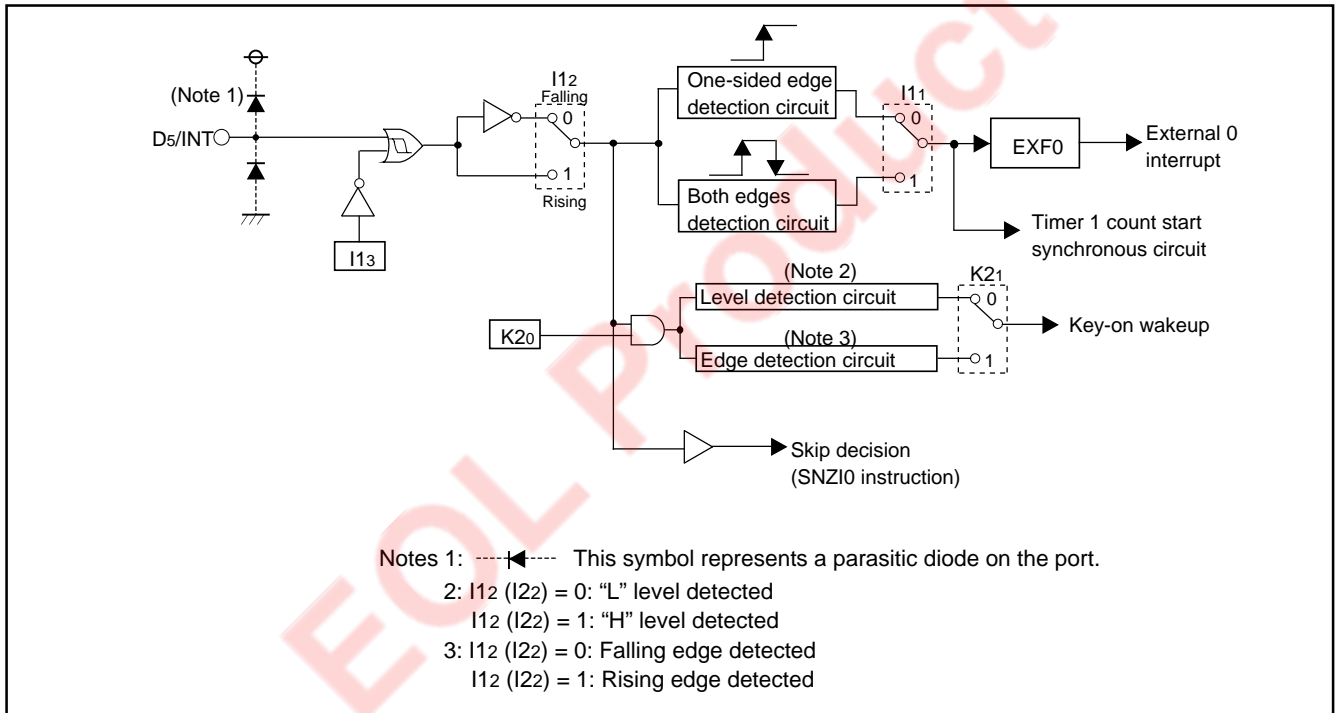 I12
Falling
0
1
Rising
(Note 1)
D5/INT
I13
One-sided edge
detection circuit
Both edges
detection circuit
I11
0
1
EXF0
External 0
interrupt
Timer 1 count start
synchronous circuit
K20
(Note 2)
Level detection circuit
(Note 3)
Edge detection circuit
K21
0
1
Key-on wakeup
Skip decision
(SNZI0 instruction)
Notes 1: This symbol represents a parasitic diode on the port.
2: I12 (I22) = 0: “L” level detected
I12 (I22) = 1: “H” level detected
3: I12 (I22) = 0: Falling edge detected
I12 (I22) = 1: Rising edge detected
EOL Product